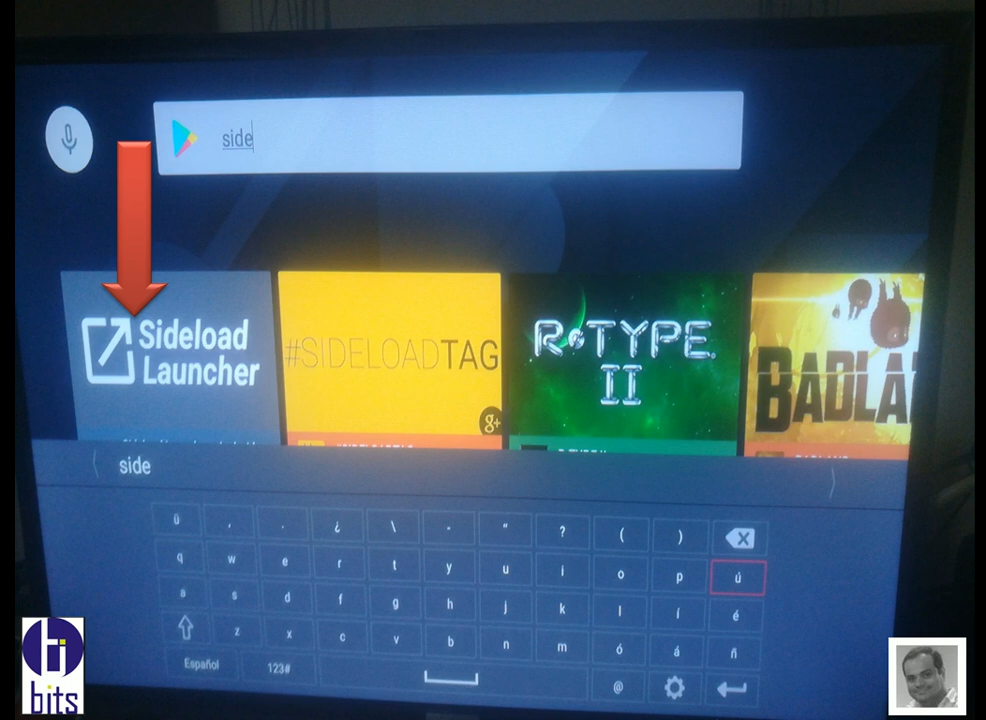 side
Sideload
Launcher
#SIDELOADTAG
g+
R-TYPE
II
BADLA
side
ü , . ¿ \ - " ? ( )
q w e r t y u i o p ú
a s d f g h j k l í é
z x c v b n m ó á ñ
Español 123# @
bits